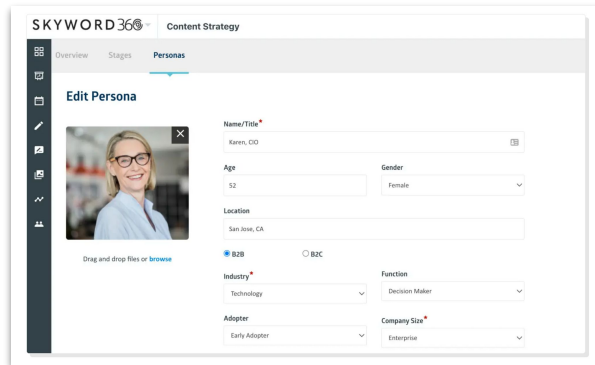 SKYWORD360 Content Strategy
Overview Stages Personas
Edit Persona
Name/Title*
Karen, CIO
Age Gender
52 Female
Location
San Jose, CA
Drag and drop files or browse
B2B B2C
Industry* Function
Technology Decision Maker
Adopter Company Size*
Early Adopter Enterprise